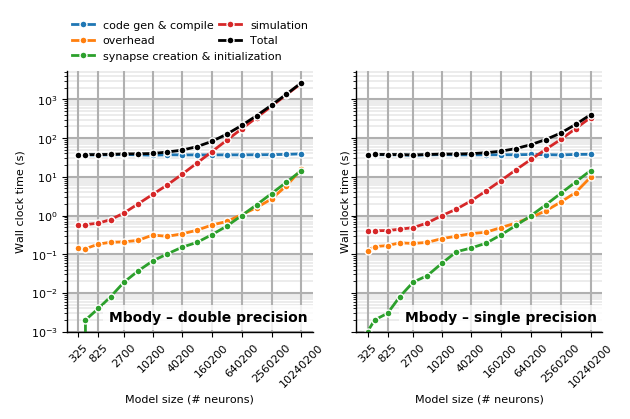 code gen & compile
overhead
synapse creation & initialization
simulation
Total
Wall clock time (s)
10³
10²
10¹
10⁰
10⁻¹
10⁻²
10⁻³
Mbody – double precision
325 825 2700 10200 40200 160200 640200 2560200 10240200
Model size (# neurons)
Wall clock time (s)
Mbody – single precision
325 825 2700 10200 40200 160200 640200 2560200 10240200
Model size (# neurons)